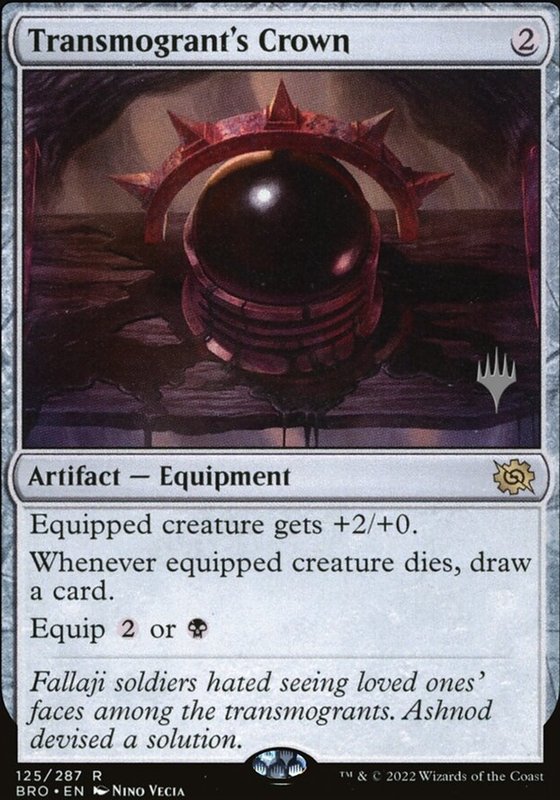 Transmogrant's Crown 2
Artifact — Equipment
Equipped creature gets +2/+0.
Whenever equipped creature dies, draw
a card.
Equip 2 or
Fallaji soldiers hated seeing loved ones'
faces among the transmogrants. Ashnod
devised a solution.
125/287 R
BRO • EN Nino Vecia
™ & © 2022 Wizards of the Coast